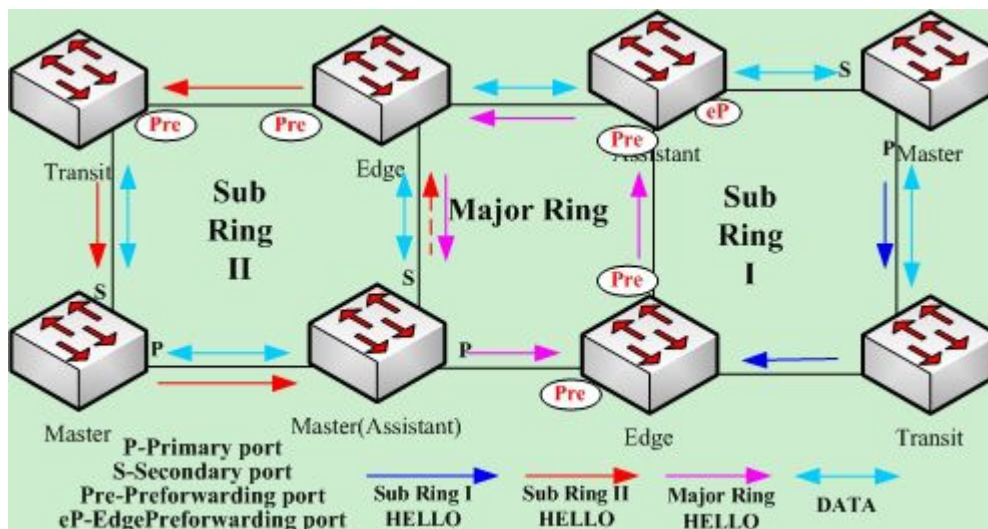 S
eP
Pre
Pre
Pre
Transit
Edge
Assistant
P
Master
Sub
Ring
II
Major Ring
Sub
Ring
I
S
S
Pre
P
P
Pre
Master
Master(Assistant)
Edge
Transit
P-Primary port
S-Secondary port
Pre-Preforwarding port
eP-EdgePreforwarding port
Sub Ring I
HELLO
Sub Ring II
HELLO
Major Ring
HELLO
DATA